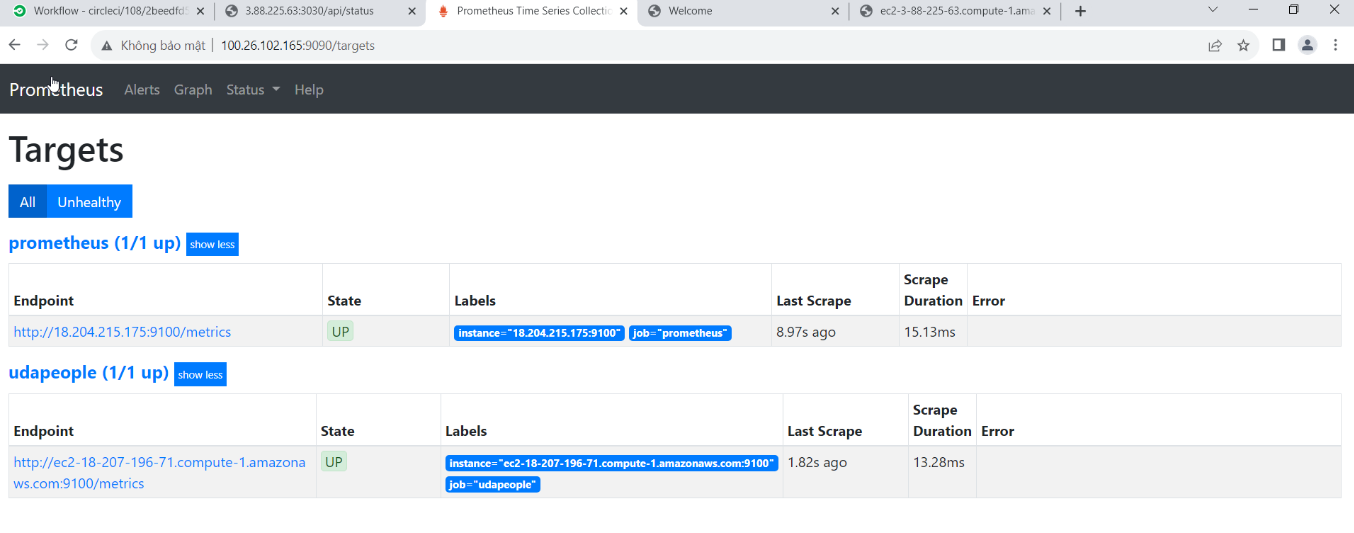 Workflow - circleci/108/2beedfd5
3.88.225.63:3030/api/status
Prometheus Time Series Collectio
Welcome
ec2-3-88-225-63.compute-1.ama
Không bảo mật
100.26.102.165:9090/targets
Prometheus Alerts Graph Status Help
Targets
All Unhealthy
prometheus (1/1 up) show less
Endpoint State Labels Last Scrape Scrape Duration Error
http://18.204.215.175:9100/metrics UP instance="18.204.215.175:9100" job="prometheus" 8.97s ago 15.13ms
udapeople (1/1 up) show less
Endpoint State Labels Last Scrape Scrape Duration Error
http://ec2-18-207-196-71.compute-1.amazona UP instance="ec2-18-207-196-71.compute-1.amazonaws.com:9100" 1.82s ago 13.28ms
ws.com:9100/metrics job="udapeople"